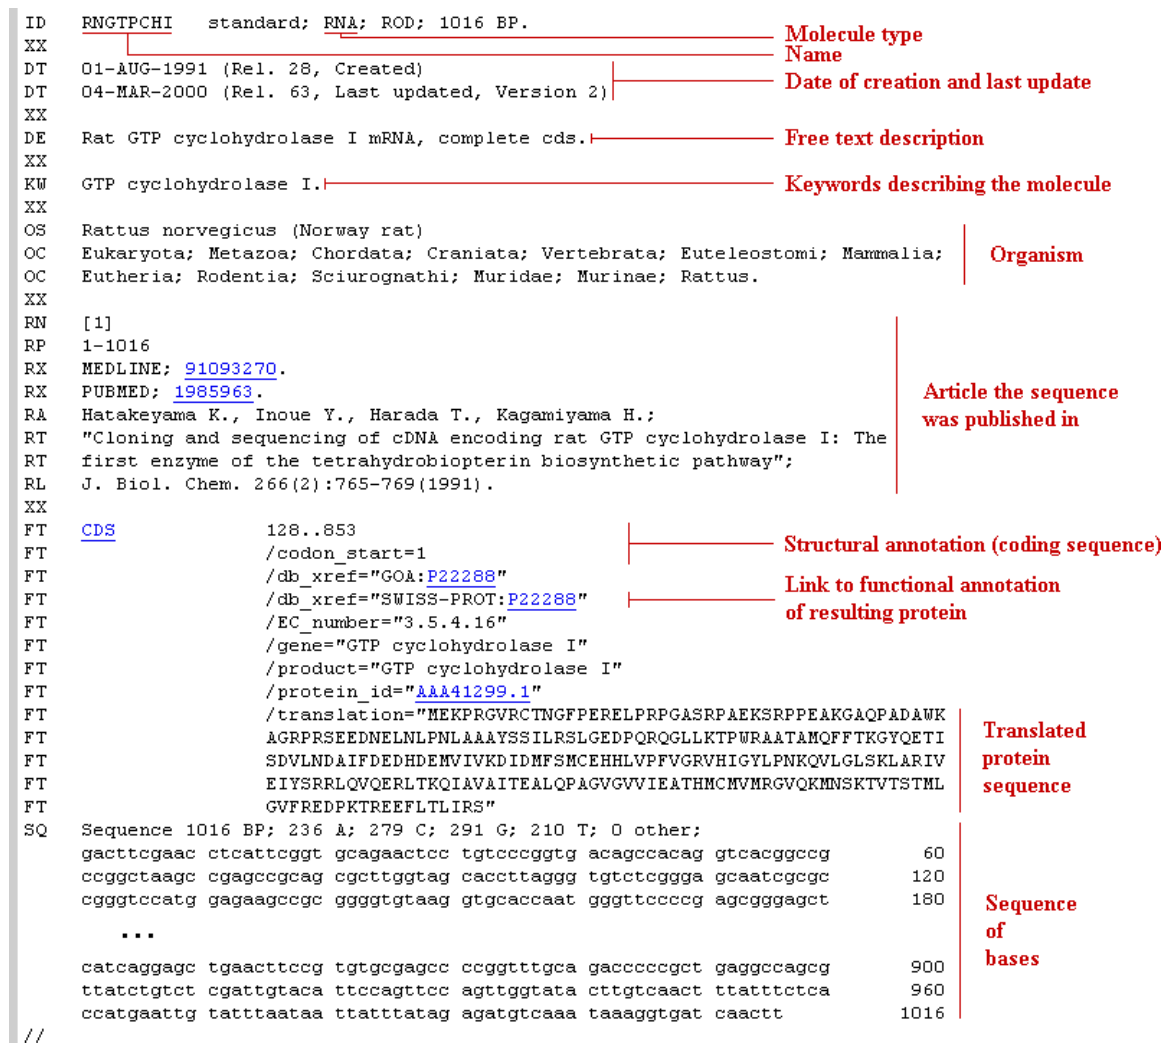 ID RNGTPCHI standard; RNA; ROD; 1016 BP.
Molecule type
XX
Name
DT 01-AUG-1991 (Rel. 28, Created)
DT 04-MAR-2000 (Rel. 63, Last updated, Version 2)
Date of creation and last update
XX
DE Rat GTP cyclohydrolase I mRNA, complete cds.
Free text description
XX
KW GTP cyclohydrolase I.
Keywords describing the molecule
XX
OS Rattus norvegicus (Norway rat)
OC Eukaryota; Metazoa; Chordata; Craniata; Vertebrata; Euteleostomi; Mammalia;
OC Eutheria; Rodentia; Sciurognathi; Muridae; Murinae; Rattus.
Organism
XX
RN [1]
RP 1-1016
RX MEDLINE; 91093270.
RX PUBMED; 1985963.
RA Hatakeyama K., Inoue Y., Harada T., Kagamiyama H.;
RT "Cloning and sequencing of cDNA encoding rat GTP cyclohydrolase I: The
RT first enzyme of the tetrahydrobiopterin biosynthetic pathway";
RL J. Biol. Chem. 266(2):765-769(1991).
Article the sequence
was published in
XX
FT CDS 128..853
FT /codon_start=1
Structural annotation (coding sequence)
FT /db_xref="GOA:P22288"
FT /db_xref="SWISS-PROT:P22288"
Link to functional annotation
of resulting protein
FT /EC_number="3.5.4.16"
FT /gene="GTP cyclohydrolase I"
FT /product="GTP cyclohydrolase I"
FT /protein_id="AAA41299.1"
FT /translation="MEKPRGVRCTNGFPERELPRPGASRPAEKSRPPEAKGAQPADAWK
FT AGRPRSEEDNELNLPNLAAAYSSILRSLGEDPQRQGLLKTPWRAATAMQFFTKGYQETI
FT SDVLNDAIFDEDHDEMVIVKDIDMFSMCEHHLVPFVGRVHIGYLPNKQVLGLSKLARIV
FT EIYSRRLQVQERLTKQIAVAITEALQPAGVGVVIEATHMCMVMRGVQKMNSKTVTSTML
FT GVFREDPKTREEFLTLIRS"
Translated
protein
sequence
SQ Sequence 1016 BP; 236 A; 279 C; 291 G; 210 T; 0 other;
gacttcgaac ctcattcggt gcagaactcc tgtcccggtg acagccacag gtcacggccg 60
ccggctaagc cgagccgcag cgcttggtag caccttaggg tgtctcggga gcaatcgcgc 120
cgggtccatg gagaagccgc ggggtgtaag gtgcaccaat gggttccccg agcgggagct 180
...
catcaggagc tgaacttccg tgtgcgagcc ccggtttgca gacccccgct gaggccagcg 900
ttatctgtct cgattgtaca ttccagttcc agttggtata cttgtcaact ttatttctca 960
ccatgaattg tatttaataa ttatttatag agatgtcaaa taaaggtgat caactt 1016
Sequence
of
bases
//